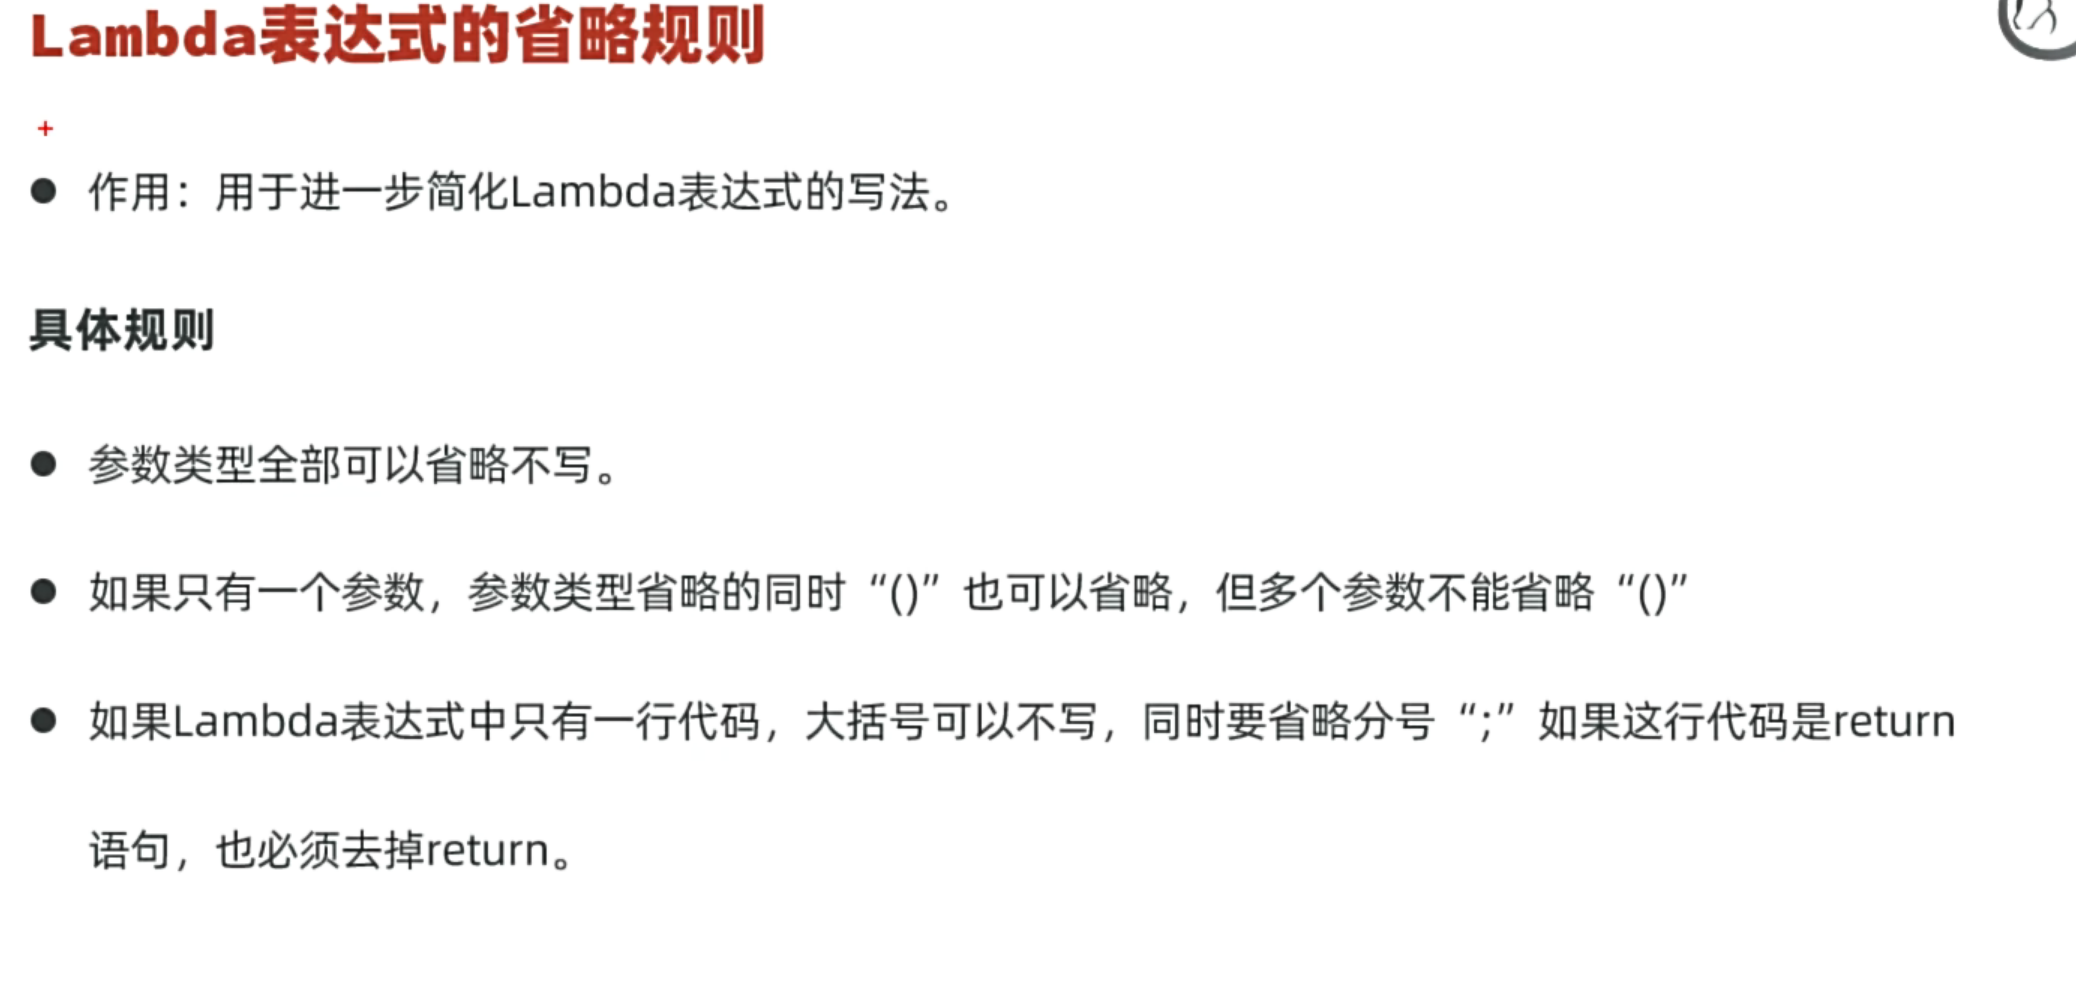 Lambda表达式的省略规则
作用：用于进一步简化Lambda表达式的写法。
具体规则
参数类型全部可以省略不写。
如果只有一个参数，参数类型省略的同时“()”也可以省略，但多个参数不能省略“()”
如果Lambda表达式中只有一行代码，大括号可以不写，同时要省略分号“;”如果这行代码是return
语句，也必须去掉return。